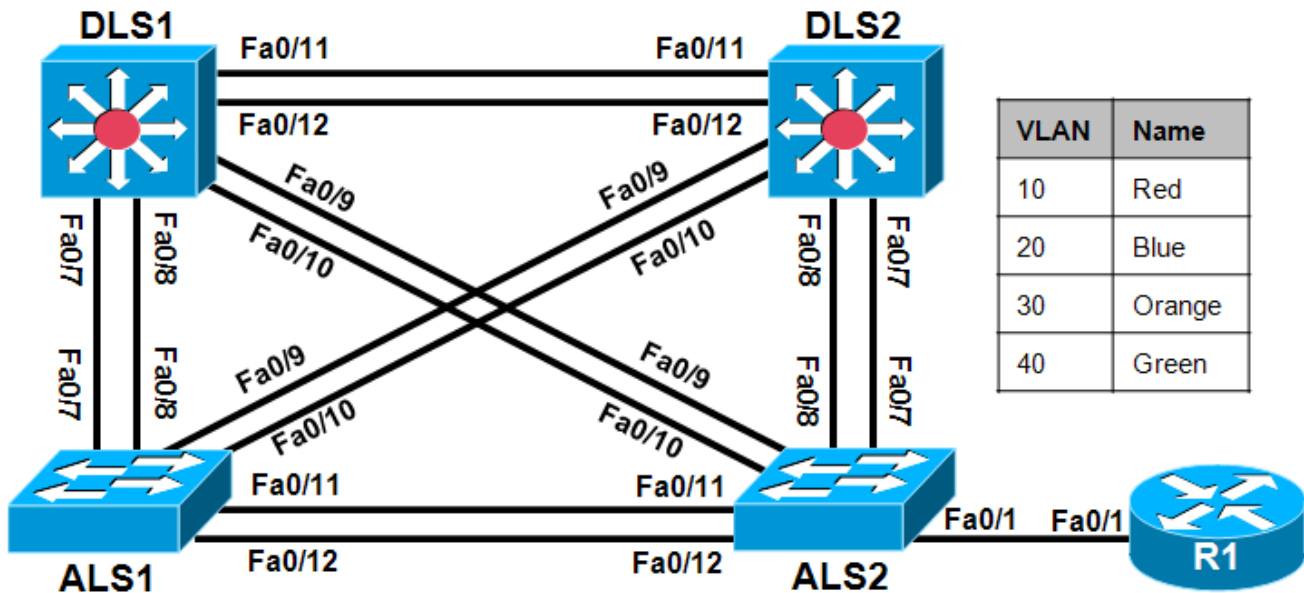 DLS1
DLS2
Fa0/11
Fa0/11
Fa0/12
Fa0/12
Fa0/9
Fa0/10
Fa0/9
Fa0/10
Fa0/7
Fa0/8
Fa0/8
Fa0/7
VLAN Name
10 Red
20 Blue
30 Orange
40 Green
Fa0/7
Fa0/8
Fa0/9
Fa0/10
Fa0/9
Fa0/10
Fa0/8
Fa0/7
Fa0/11
Fa0/11
Fa0/12
Fa0/12
Fa0/1
Fa0/1
ALS1
ALS2
R1